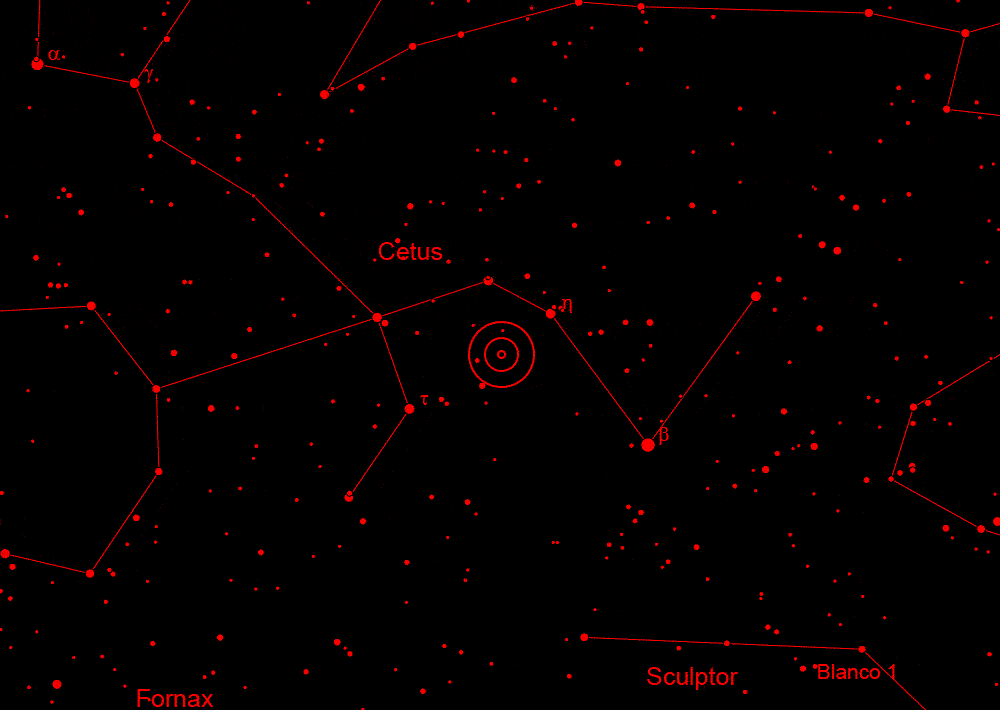 α
γ
Cetus
η
τ
β
Sculptor
Blanco 1
Fornax